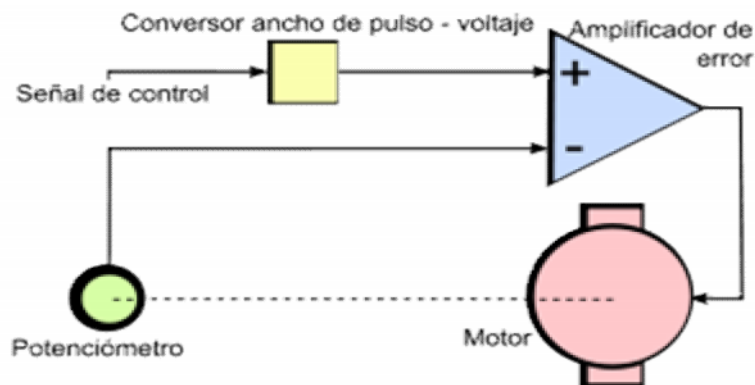 Conversor ancho de pulso - voltaje
Amplificador de
error
Señal de control
+
-
Potenciómetro
Motor